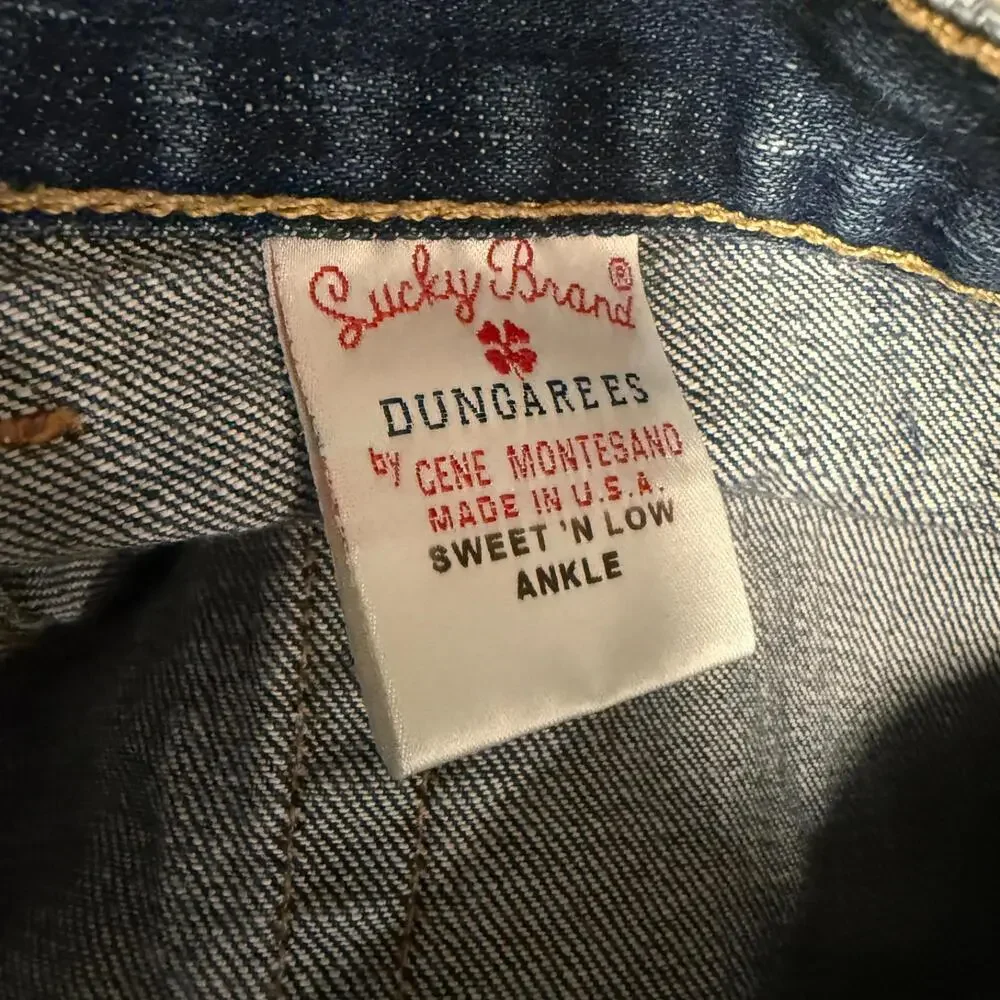 Lucky Brand®
DUNGAREES
by GENE MONTESANO
MADE IN U.S.A.
SWEET 'N LOW
ANKLE